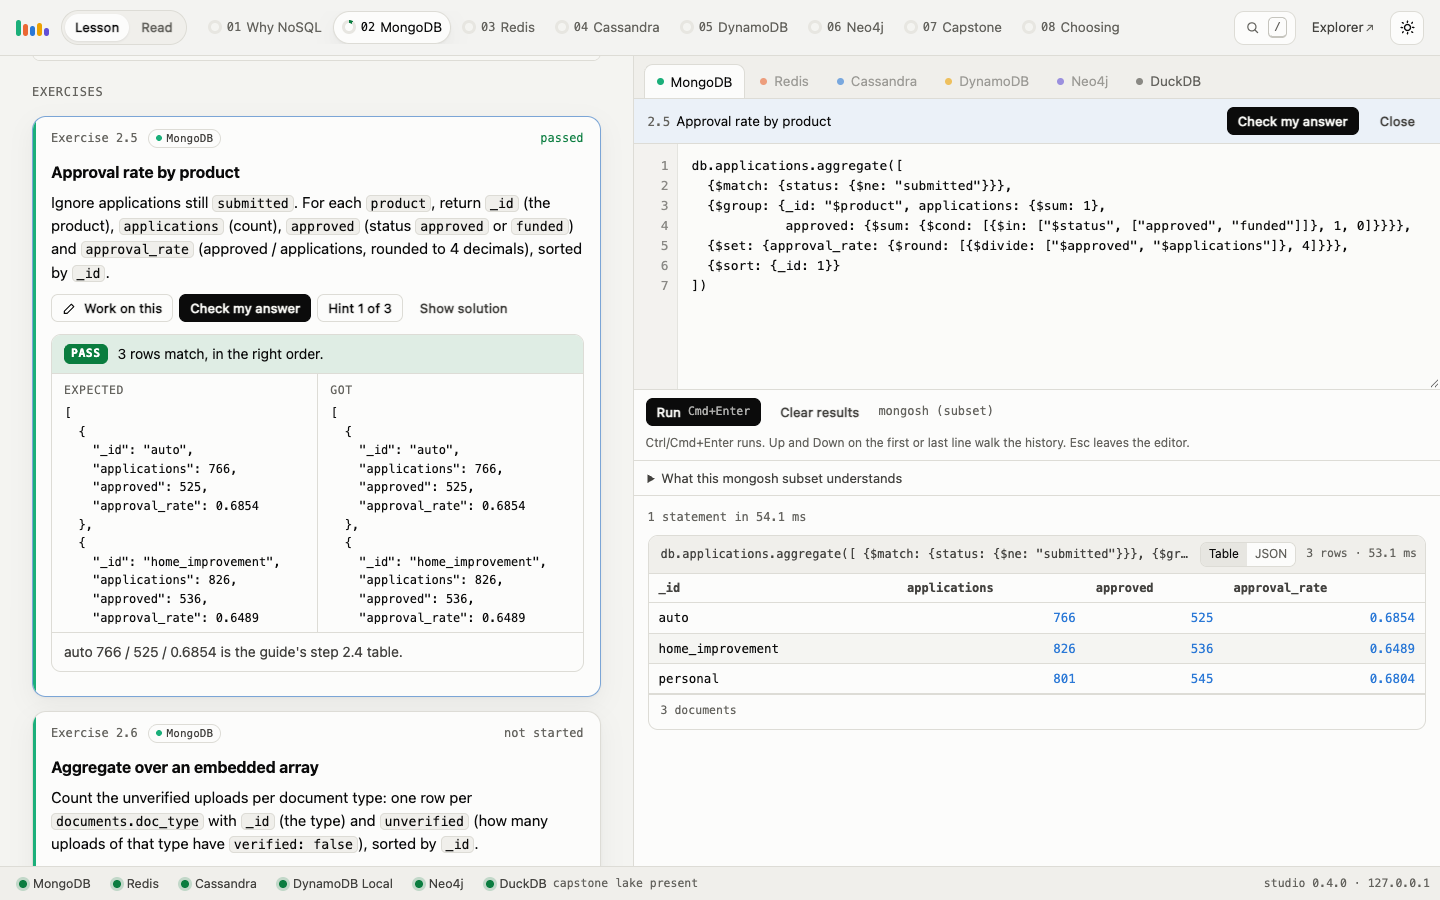 Lesson Read 01 Why NoSQL 02 MongoDB 03 Redis 04 Cassandra 05 DynamoDB 06 Neo4j 07 Capstone 08 Choosing / Explorer↗
EXERCISES
Exercise 2.5 MongoDB passed
Approval rate by product
Ignore applications still submitted. For each product, return _id (the
product), applications (count), approved (status approved or funded)
and approval_rate (approved / applications, rounded to 4 decimals), sorted
by _id.
Work on this Check my answer Hint 1 of 3 Show solution
PASS 3 rows match, in the right order.
EXPECTED
[
{
"_id": "auto",
"applications": 766,
"approved": 525,
"approval_rate": 0.6854
},
{
"_id": "home_improvement",
"applications": 826,
"approved": 536,
"approval_rate": 0.6489
GOT
[
{
"_id": "auto",
"applications": 766,
"approved": 525,
"approval_rate": 0.6854
},
{
"_id": "home_improvement",
"applications": 826,
"approved": 536,
"approval_rate": 0.6489
auto 766 / 525 / 0.6854 is the guide's step 2.4 table.
Exercise 2.6 MongoDB not started
Aggregate over an embedded array
Count the unverified uploads per document type: one row per
documents.doc_type with _id (the type) and unverified (how many
uploads of that type have verified: false), sorted by _id.
MongoDB Redis Cassandra DynamoDB Neo4j DuckDB
2.5 Approval rate by product Check my answer Close
1 db.applications.aggregate([
2 {$match: {status: {$ne: "submitted"}}},
3 {$group: {_id: "$product", applications: {$sum: 1},
4 approved: {$sum: {$cond: [{$in: ["$status", ["approved", "funded"]]}, 1, 0]}}}},
5 {$set: {approval_rate: {$round: [{$divide: ["$approved", "$applications"]}, 4]}}},
6 {$sort: {_id: 1}}
7 ])
Run Cmd+Enter Clear results mongosh (subset)
Ctrl/Cmd+Enter runs. Up and Down on the first or last line walk the history. Esc leaves the editor.
▶ What this mongosh subset understands
1 statement in 54.1 ms
db.applications.aggregate([ {$match: {status: {$ne: "submitted"}}}, {$gr… Table JSON 3 rows · 53.1 ms
_id applications approved approval_rate
auto 766 525 0.6854
home_improvement 826 536 0.6489
personal 801 545 0.6804
3 documents
MongoDB Redis Cassandra DynamoDB Local Neo4j DuckDB capstone lake present studio 0.4.0 · 127.0.0.1